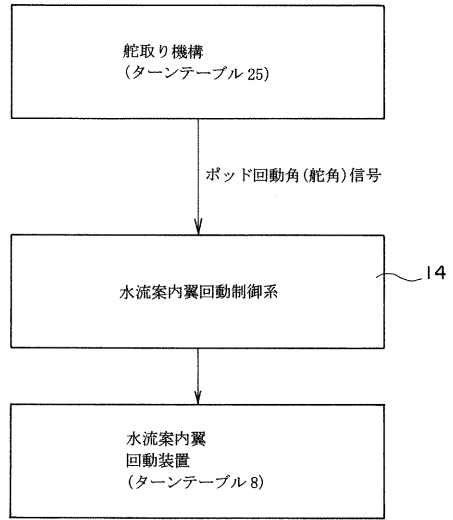 舵取り機構
(ターンテーブル 25)
ポッド回動角(舵角)信号
水流案内翼回動制御系
14
水流案内翼
回動装置
(ターンテーブル 8)